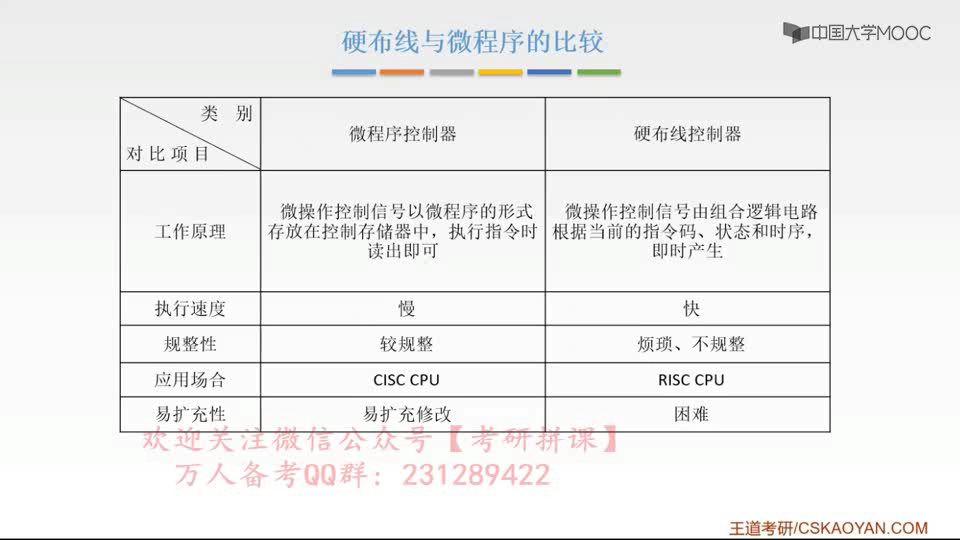 中国大学MOOC
硬布线与微程序的比较
类 别
对比项目
微程序控制器
硬布线控制器
工作原理
微操作控制信号以微程序的形式
存放在控制存储器中，执行指令时
读出即可
微操作控制信号由组合逻辑电路
根据当前的指令码、状态和时序，
即时产生
执行速度
慢
快
规整性
较规整
烦琐、不规整
应用场合
CISC CPU
RISC CPU
易扩充性
易扩充修改
困难
欢迎关注微信公众号【考研拼课】
万人备考QQ群：231289422
王道考研/CSKAOYAN.COM